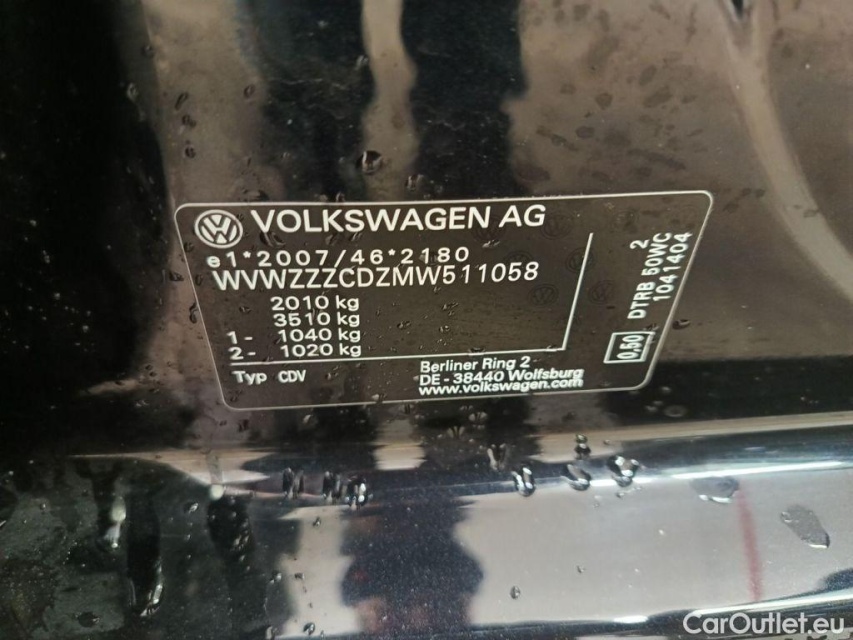 VOLKSWAGEN AG
e1*2007/46*2180
WVWZZZCDZMW511058
2010 kg
3510 kg
1- 1040 kg
2- 1020 kg
Typ CDV
Berliner Ring 2
DE-38440 Wolfsburg
www.volkswagen.com
2
DTRB 50WC
1041404
0,50
CarOutlet.eu